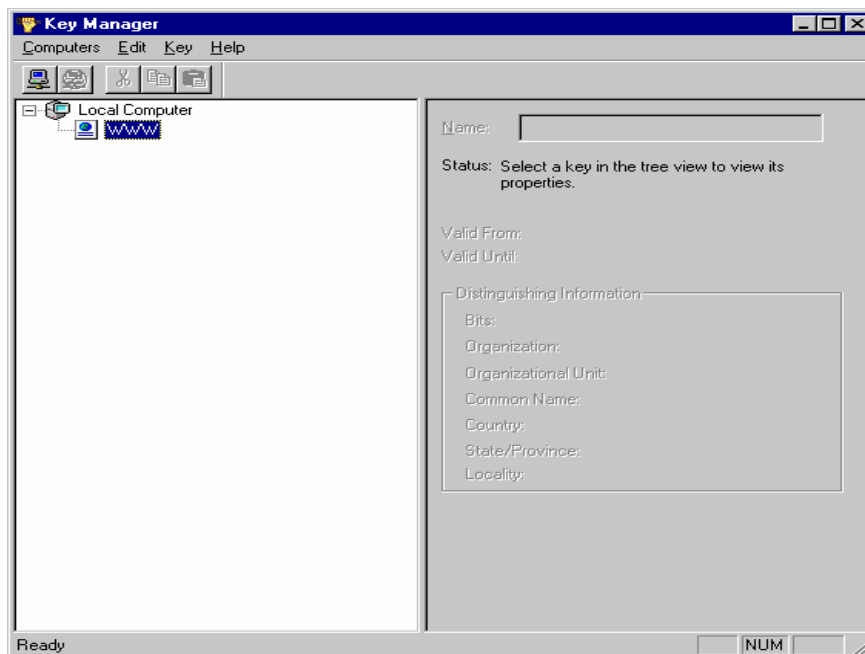 Key Manager
Computers Edit Key Help
Local Computer
WWW
Name:
Status: Select a key in the tree view to view its
properties.
Valid From:
Valid Until:
Distinguishing Information
Bits:
Organization:
Organizational Unit:
Common Name:
Country:
State/Province:
Locality:
Ready
NUM